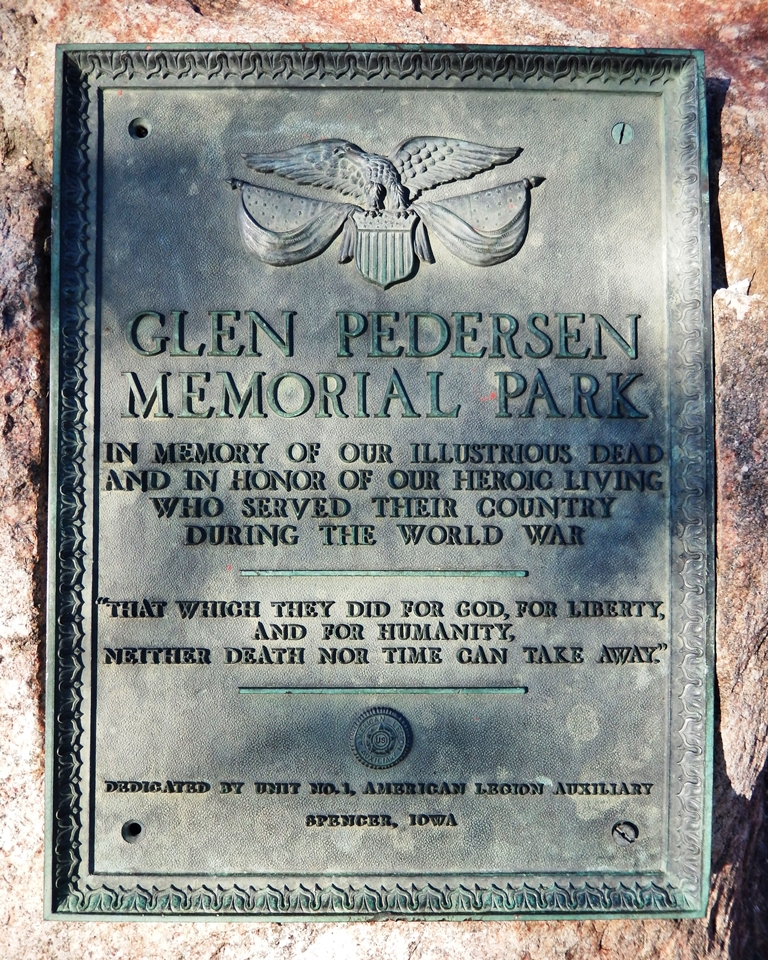 GLEN PEDERSEN
MEMORIAL PARK
IN MEMORY OF OUR ILLUSTRIOUS DEAD
AND IN HONOR OF OUR HEROIC LIVING
WHO SERVED THEIR COUNTRY
DURING THE WORLD WAR
"THAT WHICH THEY DID FOR GOD, FOR LIBERTY,
AND FOR HUMANITY,
NEITHER DEATH NOR TIME CAN TAKE AWAY."
US
DEDICATED BY UNIT NO. 1, AMERICAN LEGION AUXILIARY
SPENCER, IOWA